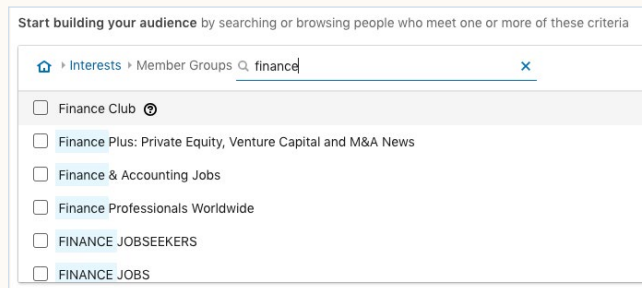 Start building your audience by searching or browsing people who meet one or more of these criteria
Interests Member Groups finance
Finance Club
Finance Plus: Private Equity, Venture Capital and M&A News
Finance & Accounting Jobs
Finance Professionals Worldwide
FINANCE JOBSEEKERS
FINANCE JOBS